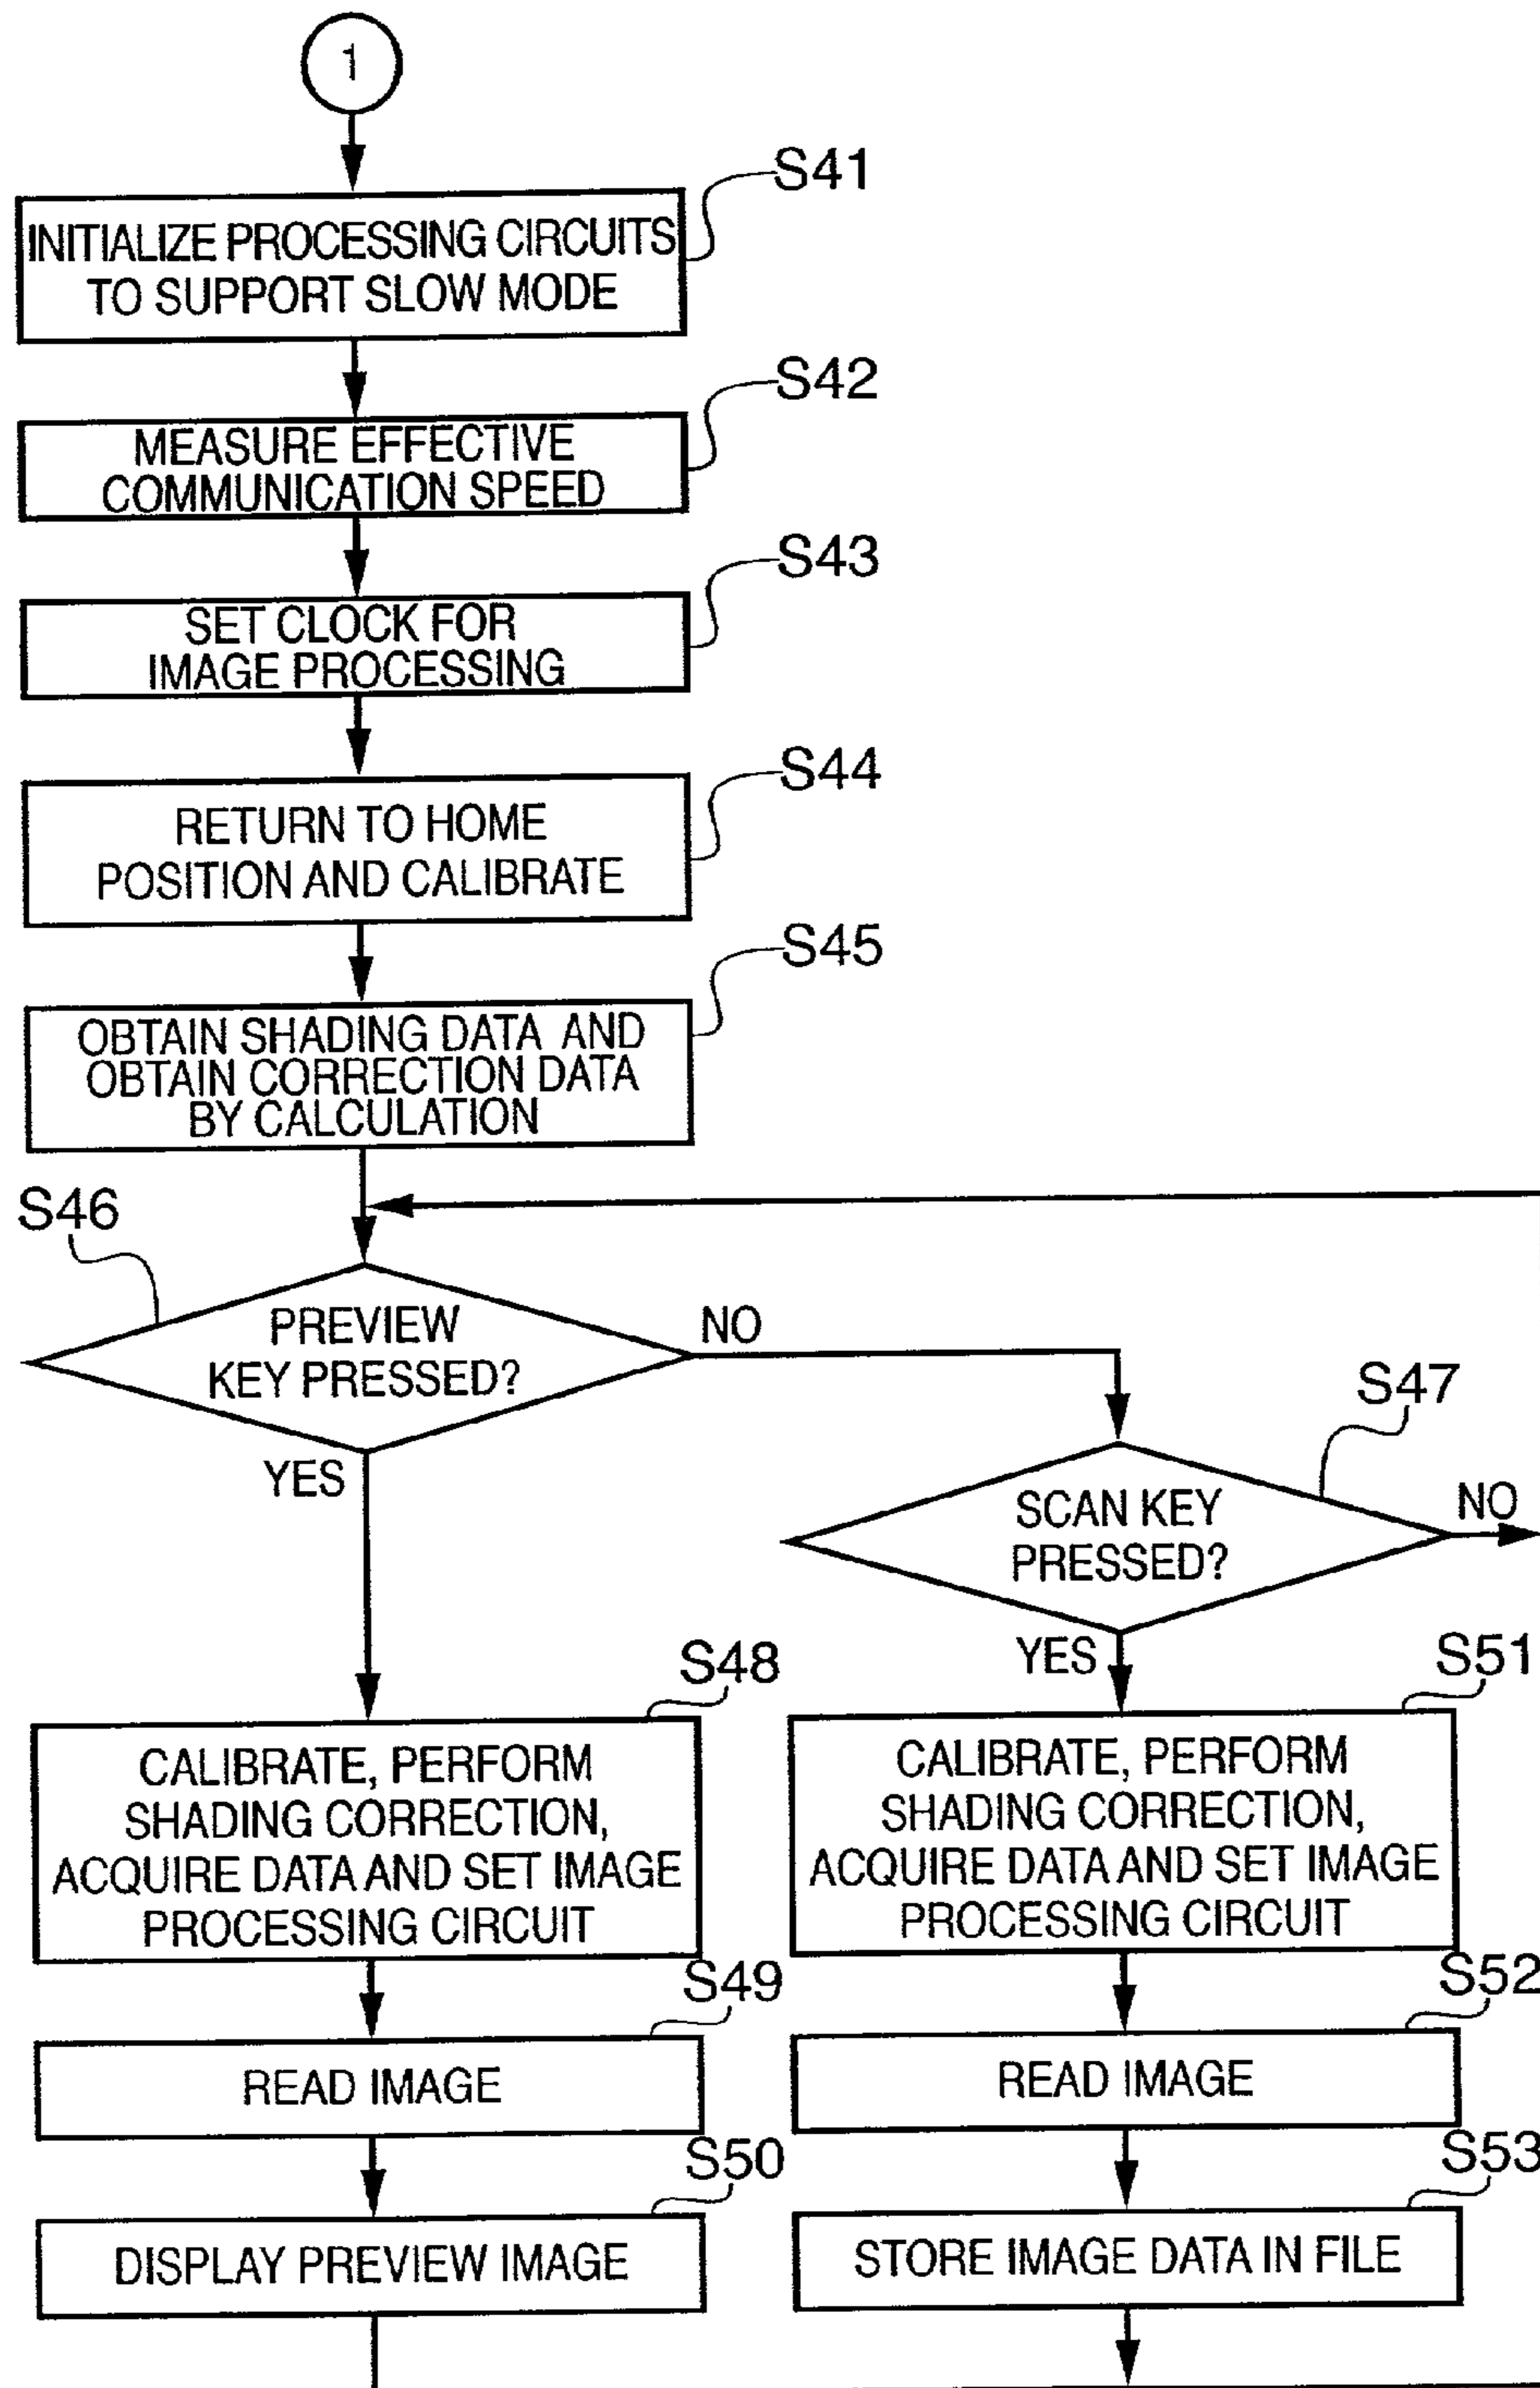 1
S41
INITIALIZE PROCESSING CIRCUITS
TO SUPPORT SLOW MODE
S42
MEASURE EFFECTIVE
COMMUNICATION SPEED
S43
SET CLOCK FOR
IMAGE PROCESSING
S44
RETURN TO HOME
POSITION AND CALIBRATE
S45
OBTAIN SHADING DATA AND
OBTAIN CORRECTION DATA
BY CALCULATION
S46
PREVIEW
KEY PRESSED?
NO
YES
S47
SCAN KEY
PRESSED?
NO
YES
S48
CALIBRATE, PERFORM
SHADING CORRECTION,
ACQUIRE DATA AND SET IMAGE
PROCESSING CIRCUIT
S49
READ IMAGE
S50
DISPLAY PREVIEW IMAGE
S51
CALIBRATE, PERFORM
SHADING CORRECTION,
ACQUIRE DATA AND SET IMAGE
PROCESSING CIRCUIT
S52
READ IMAGE
S53
STORE IMAGE DATA IN FILE